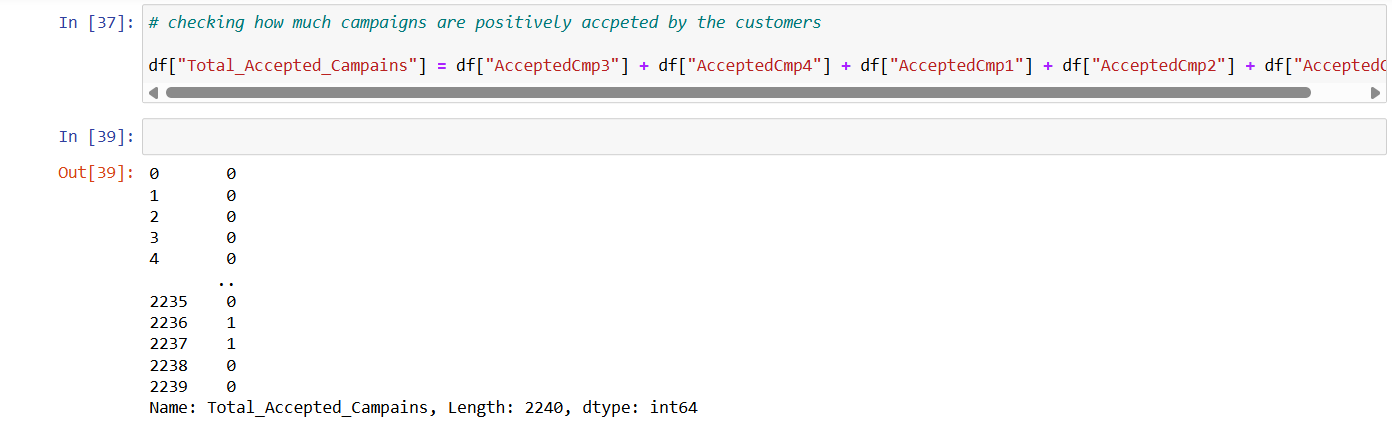 In [37]:
# checking how much campaigns are positively accpeted by the customers
df["Total_Accepted_Campains"] = df["AcceptedCmp3"] + df["AcceptedCmp4"] + df["AcceptedCmp1"] + df["AcceptedCmp2"] + df["AcceptedC
In [39]:
Out[39]:
0 0
1 0
2 0
3 0
4 0
..
2235 0
2236 1
2237 1
2238 0
2239 0
Name: Total_Accepted_Campains, Length: 2240, dtype: int64